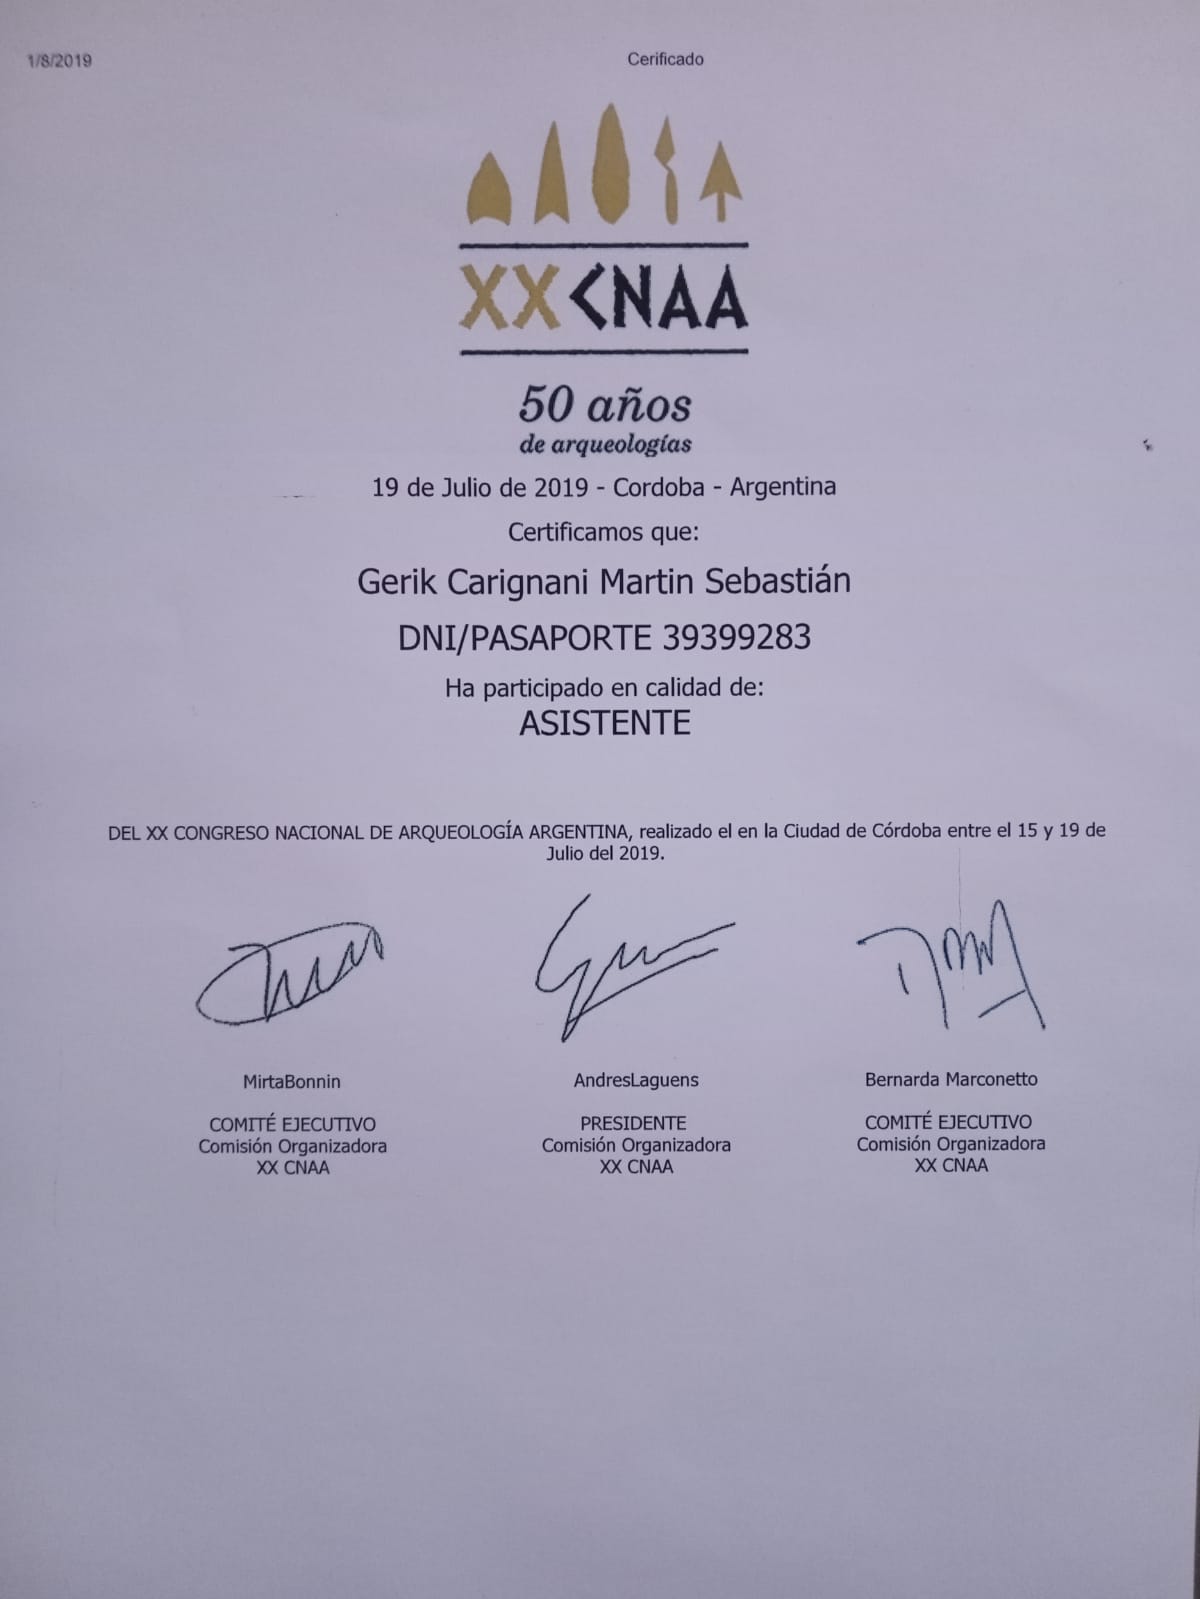 1/8/2019 Cerificado
XXCNAA
50 años
de arqueologías
19 de Julio de 2019 - Cordoba - Argentina
Certificamos que:
Gerik Carignani Martin Sebastián
DNI/PASAPORTE 39399283
Ha participado en calidad de:
ASISTENTE
DEL XX CONGRESO NACIONAL DE ARQUEOLOGÍA ARGENTINA, realizado el en la Ciudad de Córdoba entre el 15 y 19 de
Julio del 2019.
MirtaBonnin
COMITÉ EJECUTIVO
Comisión Organizadora
XX CNAA
AndresLaguens
PRESIDENTE
Comisión Organizadora
XX CNAA
Bernarda Marconetto
COMITÉ EJECUTIVO
Comisión Organizadora
XX CNAA